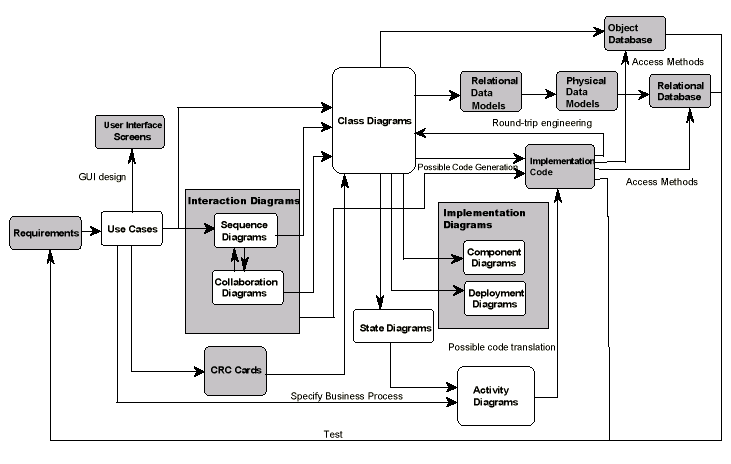 Object
Database
Access Methods
Relational
Data
Models
Physical
Data
Models
Relational
Database
Class Diagrams
Round-trip engineering
User Interface
Screens
GUI design
Possible Code Generation
Implementation
Code
Access Methods
Interaction Diagrams
Requirements
Use Cases
Sequence
Diagrams
Implementation
Diagrams
Component
Diagrams
Collaboration
Diagrams
Deployment
Diagrams
State Diagrams
Possible code translation
CRC Cards
Specify Business Process
Activity
Diagrams
Test